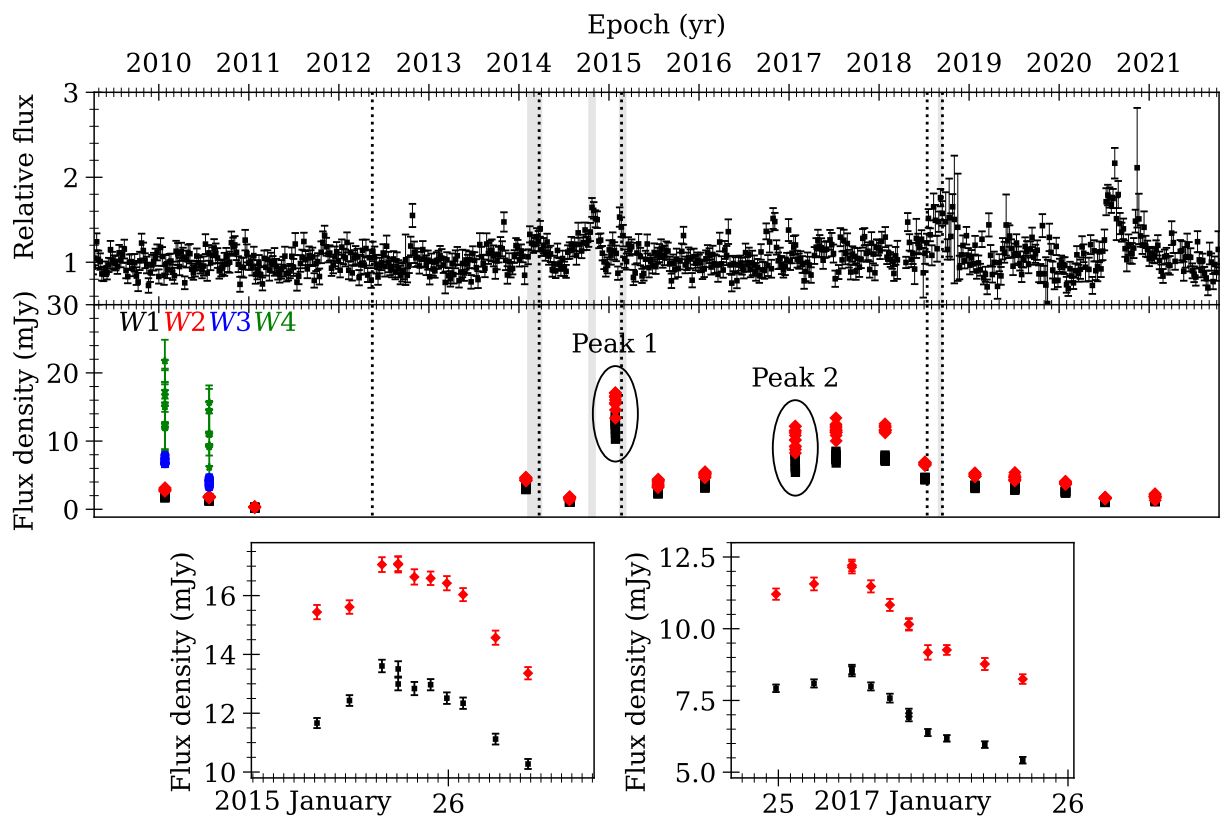 Epoch (yr)
2010 2011 2012 2013 2014 2015 2016 2017 2018 2019 2020 2021
Relative flux
3
2
1
Flux density (mJy)
30
20
10
0
W1 W2 W3 W4
Peak 1
Peak 2
Flux density (mJy)
16
14
12
10
2015 January 26
Flux density (mJy)
12.5
10.0
7.5
5.0
25 2017 January 26